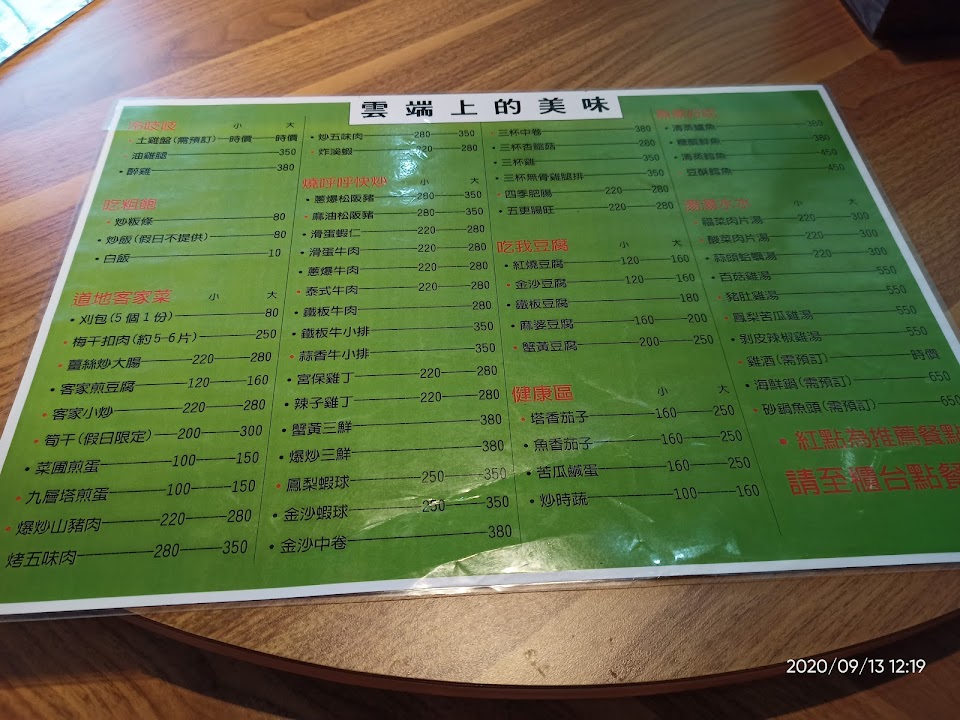 雲端上的美味
小 大
土雞盤(需預訂) 時價 時價
油雞腿 350
醉雞 380
吃粗飽
炒粄條 80
炒飯(假日不提供) 80
白飯 10
道地客家菜 小 大
刈包(5個1份) 80
梅干扣肉(約5-6片) 250
薑絲炒大腸 220 280
客家煎豆腐 120 160
客家小炒 220 280
筍干(假日限定) 200 300
菜圃煎蛋 100 150
九層塔煎蛋 100 150
爆炒山豬肉 220 280
烤五味肉 280 350
炒五味肉 280 350
炸溪蝦 220 280
燒呼呼快炒 小 大
蔥爆松阪豬 280 350
麻油松阪豬 280 350
滑蛋蝦仁 220 280
滑蛋牛肉 220 280
蔥爆牛肉 220 280
泰式牛肉 220 280
鐵板牛肉 280
鐵板牛小排 350
蒜香牛小排 350
宮保雞丁 220 280
辣子雞丁 220 280
蟹黃三鮮 380
爆炒三鮮 380
鳳梨蝦球 250 350
金沙蝦球 250 350
金沙中卷 380
三杯中卷 380
三杯杏鮑菇 280
三杯雞 350
三杯無骨雞腿排 350
四季肥腸 220 280
五更腸旺 220 280
吃我豆腐 小 大
紅燒豆腐 120 160
金沙豆腐 120 160
鐵板豆腐 180
麻婆豆腐 160 200
蟹黃豆腐 200 250
健康區 小 大
塔香茄子 160 250
魚香茄子 160 250
苦瓜鹹蛋 160 250
炒時蔬 100 160
清蒸鱸魚 350
380
清蒸鱈魚 450
豆酥鱈魚 450
小 大
福菜肉片湯 220 300
酸菜肉片湯 220 300
蒜頭蛤蠣湯 220 300
百菇雞湯 550
豬肚雞湯 550
鳳梨苦瓜雞湯 550
剝皮辣椒雞湯 550
雞酒(需預訂) 時價
海鮮鍋(需預訂) 650
砂鍋魚頭(需預訂) 650
紅點為推薦餐點
請至櫃台點餐
2020/09/13 12:19